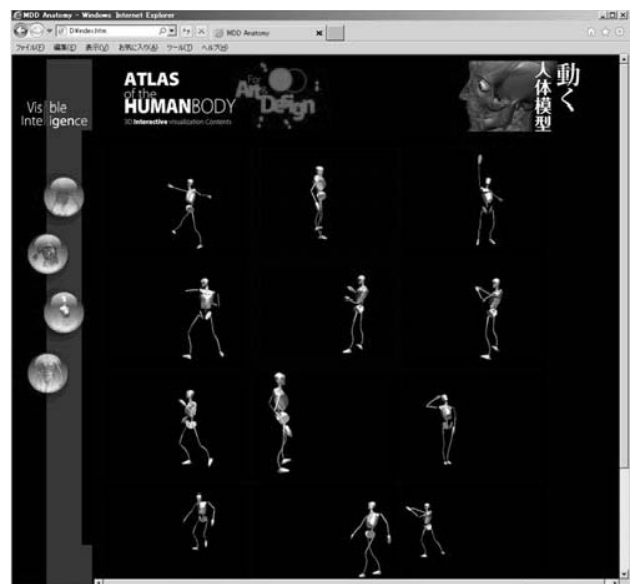 MDD Anatomy - Windows Internet Explorer
D:¥index.htm
MDD Anatomy
ファイル(F) 編集(E) 表示(V) お気に入り(A) ツール(T) ヘルプ(H)
Visible
Intelligence
ATLAS
of the
HUMANBODY
3D Interactive visualization Contents
For
Art &
Design
動く
人体模型